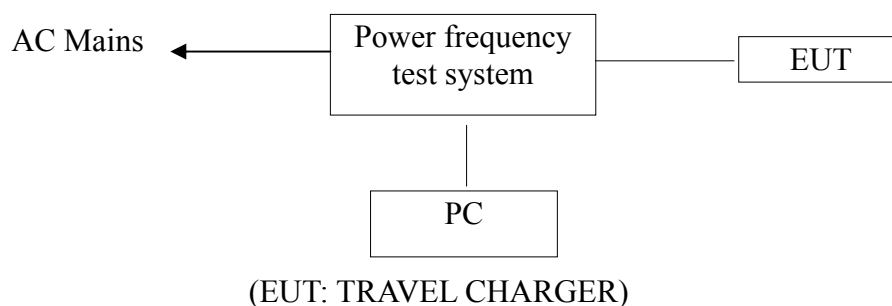 AC Mains
Power frequency
test system
EUT
PC
(EUT: TRAVEL CHARGER)